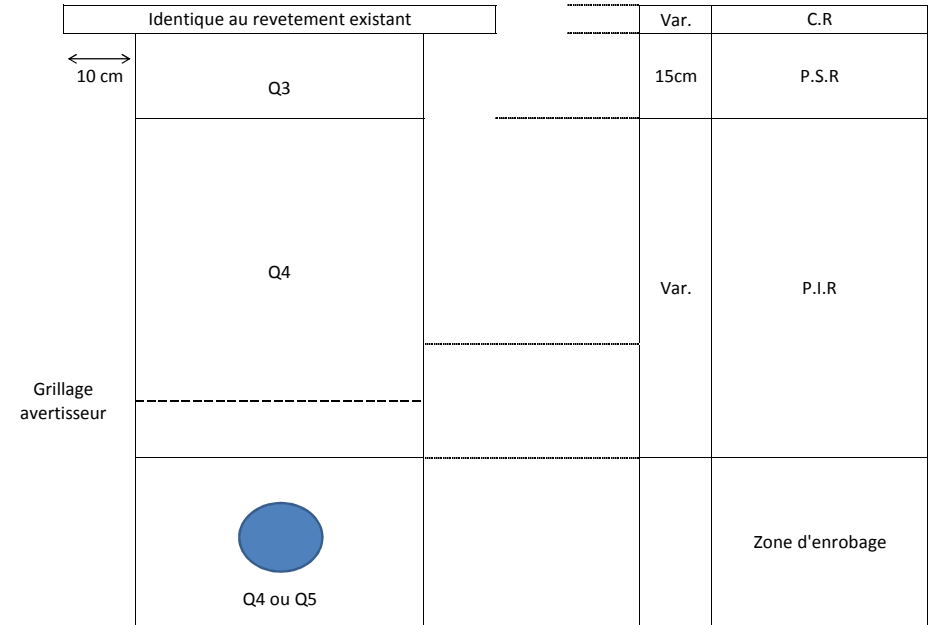 Identique au revetement existant
Var.
C.R
10 cm
Q3
15cm
P.S.R
Q4
Var.
P.I.R
Grillage
avertisseur
Zone d'enrobage
Q4 ou Q5